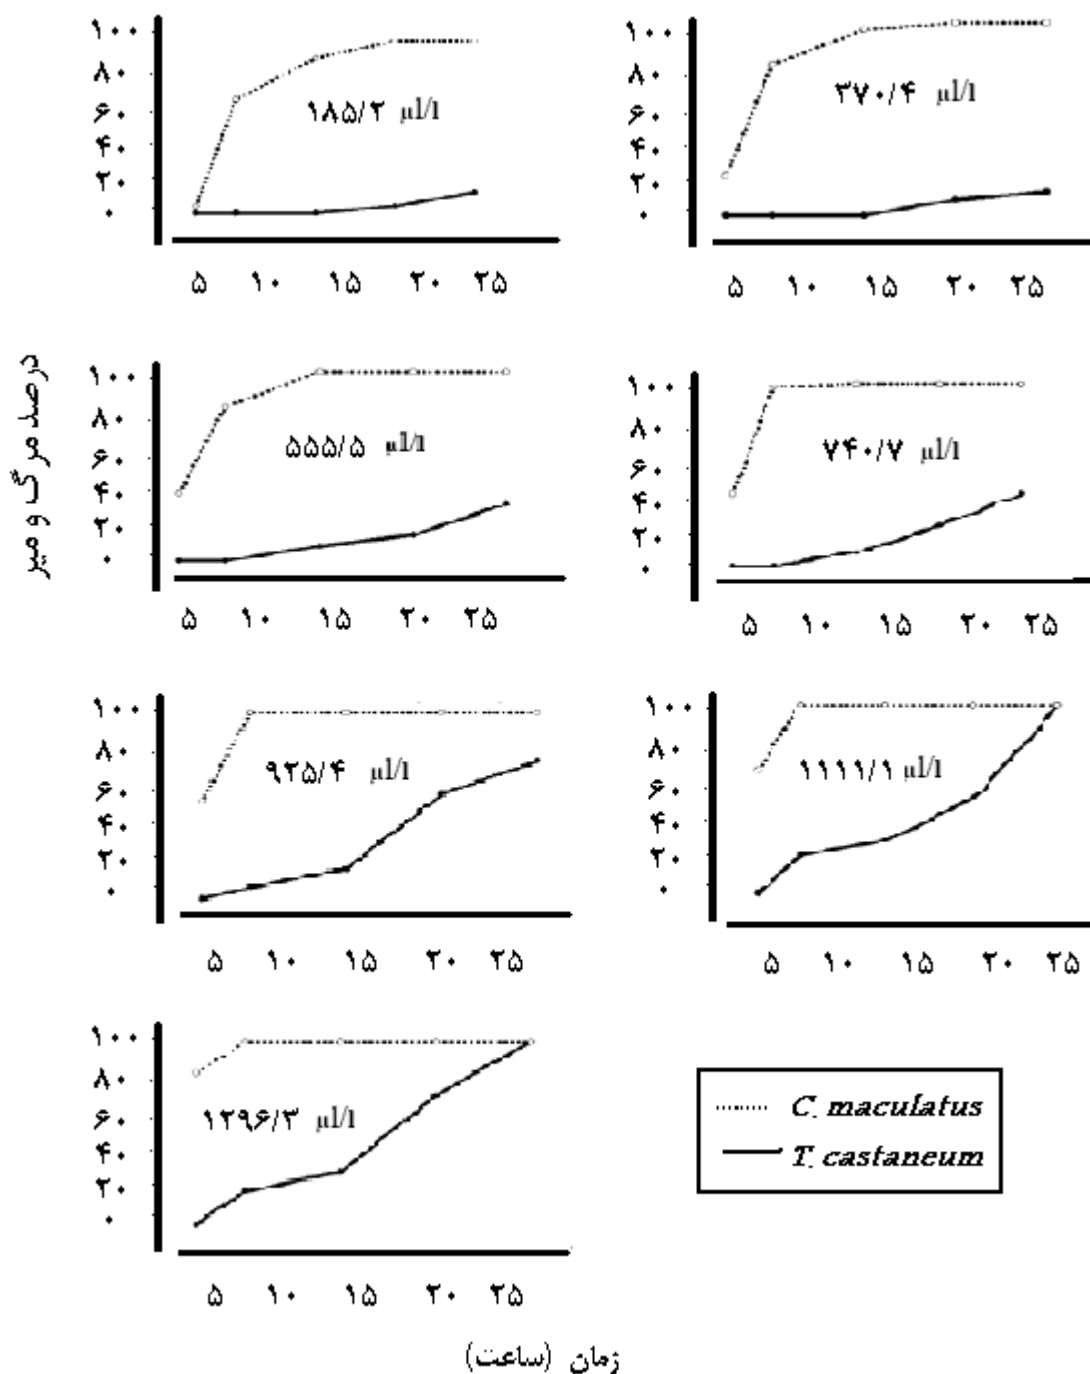 درصد مرگ و میر
۱۰۰
۸۰
۶۰
۴۰
۲۰
۰
۱۸۵/۲ µl/l
۵ ۱۰ ۱۵ ۲۰ ۲۵
۱۰۰
۸۰
۶۰
۴۰
۲۰
۰
۳۷۰/۴ µl/l
۵ ۱۰ ۱۵ ۲۰ ۲۵
۱۰۰
۸۰
۶۰
۴۰
۲۰
۰
۵۵۵/۵ µl/l
۵ ۱۰ ۱۵ ۲۰ ۲۵
۱۰۰
۸۰
۶۰
۴۰
۲۰
۰
۷۴۰/۷ µl/l
۵ ۱۰ ۱۵ ۲۰ ۲۵
۱۰۰
۸۰
۶۰
۴۰
۲۰
۰
۹۲۵/۴ µl/l
۵ ۱۰ ۱۵ ۲۰ ۲۵
۱۰۰
۸۰
۶۰
۴۰
۲۰
۰
۱۱۱۱/۱ µl/l
۵ ۱۰ ۱۵ ۲۰ ۲۵
۱۰۰
۸۰
۶۰
۴۰
۲۰
۰
۱۲۹۶/۳ µl/l
۵ ۱۰ ۱۵ ۲۰ ۲۵
C. maculatus
T. castaneum
زمان (ساعت)